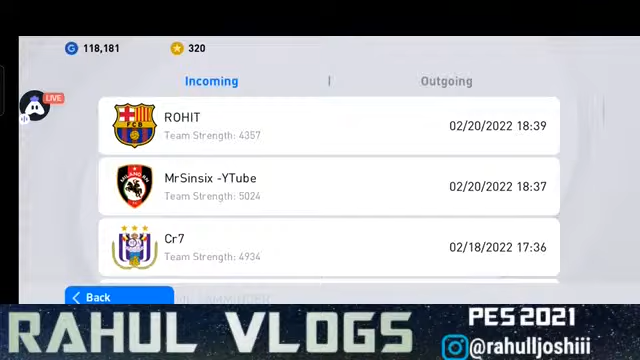 118,181 320
Incoming | Outgoing
LIVE
ROHIT
Team Strength: 4357
02/20/2022 18:39
MrSinsix -YTube
Team Strength: 5024
02/20/2022 18:37
Cr7
Team Strength: 4934
02/18/2022 17:36
Back
RAHUL VLOGS
PES 2021
@rahulljoshiii